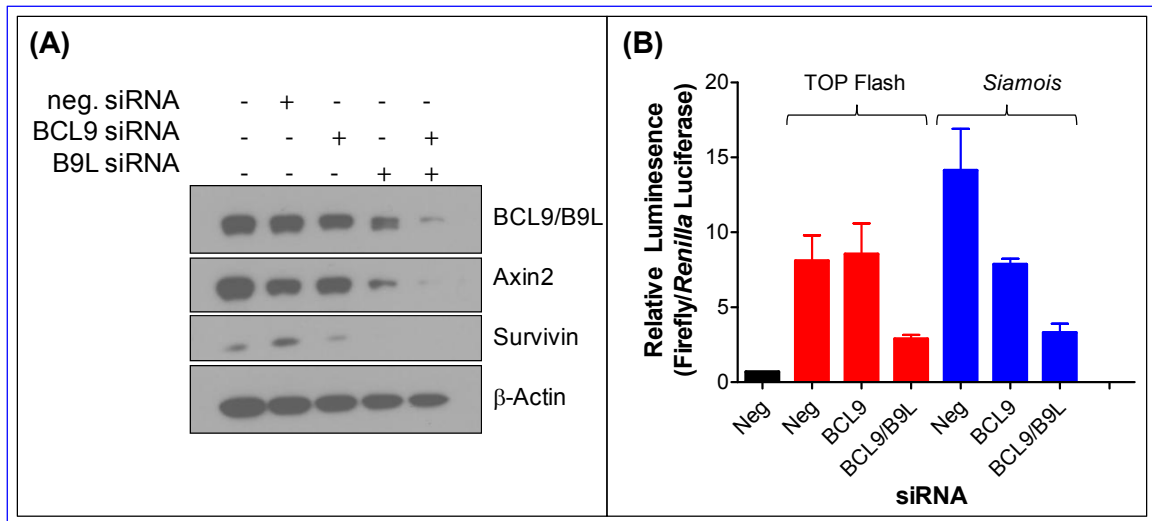 (A)
neg. siRNA - + - - -
BCL9 siRNA - - + - +
B9L siRNA - - - + +
BCL9/B9L
Axin2
Survivin
β-Actin
(B)
TOP Flash
Siamois
Relative Luminesence
(Firefly/Renilla Luciferase)
20
15
10
5
0
Neg
Neg
BCL9
BCL9/B9L
Neg
BCL9
BCL9/B9L
siRNA